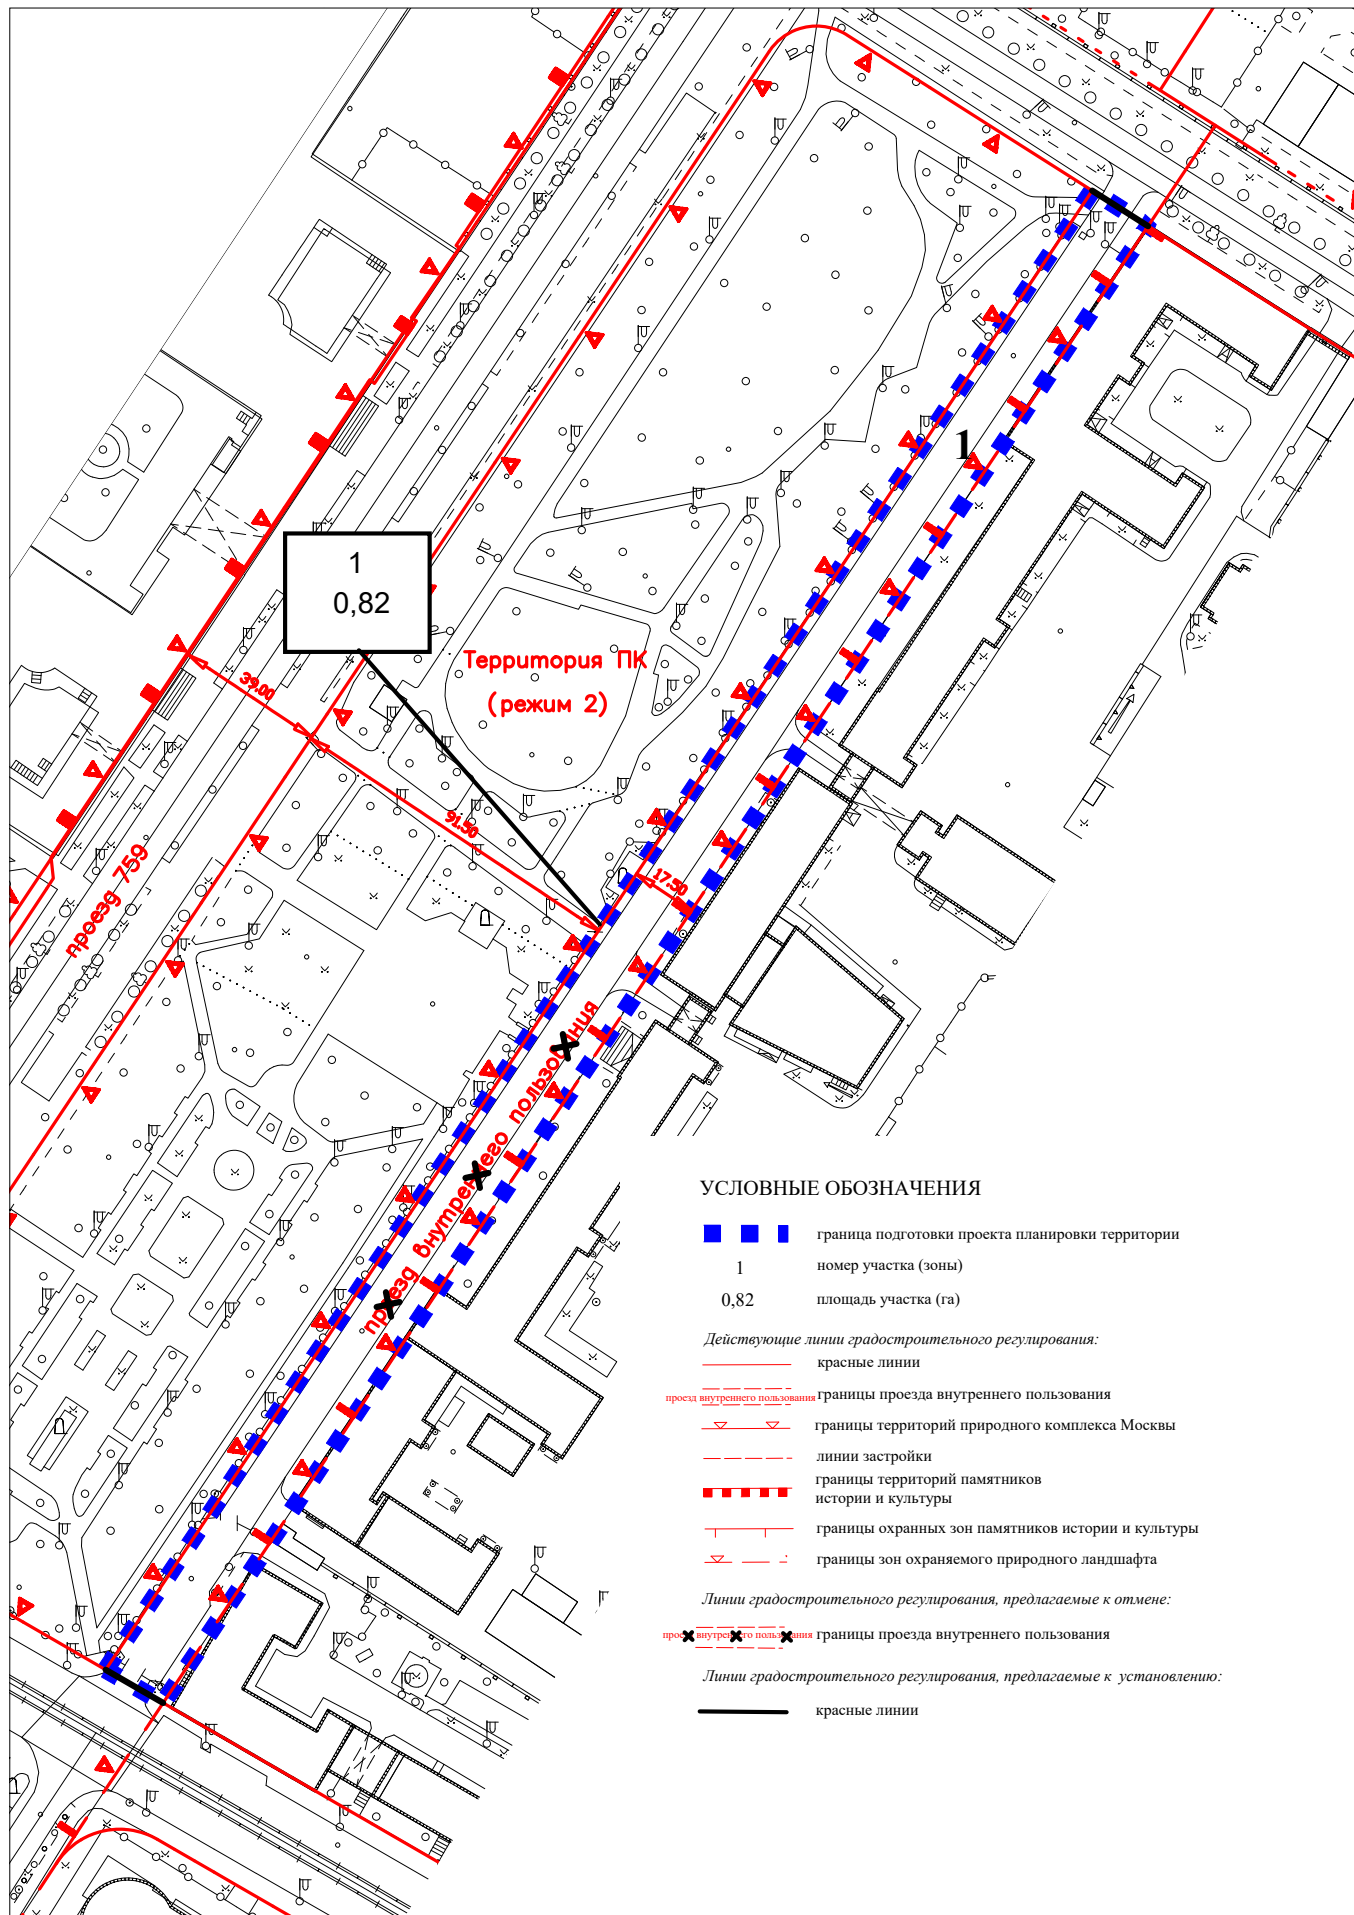 1
1
0,82
Территория ПК
(режим 2)
39.00
91.50
17.50
проезд 759
проезд внутреннего пользования
УСЛОВНЫЕ ОБОЗНАЧЕНИЯ
граница подготовки проекта планировки территории
1 номер участка (зоны)
0,82 площадь участка (га)
Действующие линии градостроительного регулирования:
красные линии
проезд внутреннего пользования границы проезда внутреннего пользования
границы территорий природного комплекса Москвы
линии застройки
границы территорий памятников
истории и культуры
границы охранных зон памятников истории и культуры
границы зон охраняемого природного ландшафта
Линии градостроительного регулирования, предлагаемые к отмене:
проезд внутреннего пользования границы проезда внутреннего пользования
Линии градостроительного регулирования, предлагаемые к установлению:
красные линии